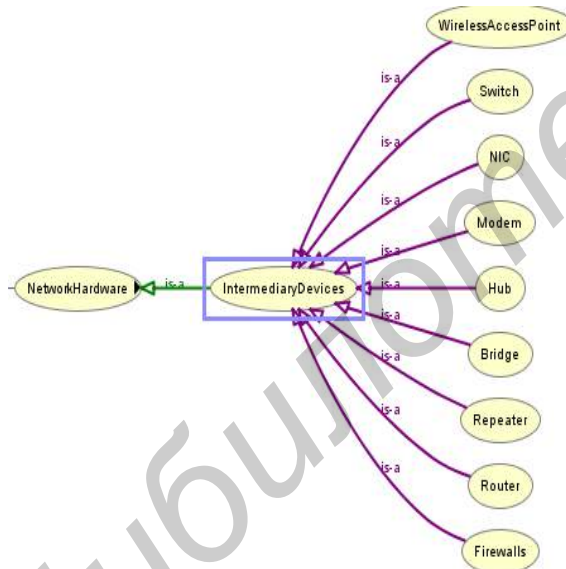 WirelessAccessPoint
is-a
Switch
is-a
NIC
is-a
Modem
is-a
NetworkHardware
is-a
IntermediaryDevices
is-a
Hub
is-a
Bridge
is-a
Repeater
is-a
Router
is-a
Firewalls
библиоте